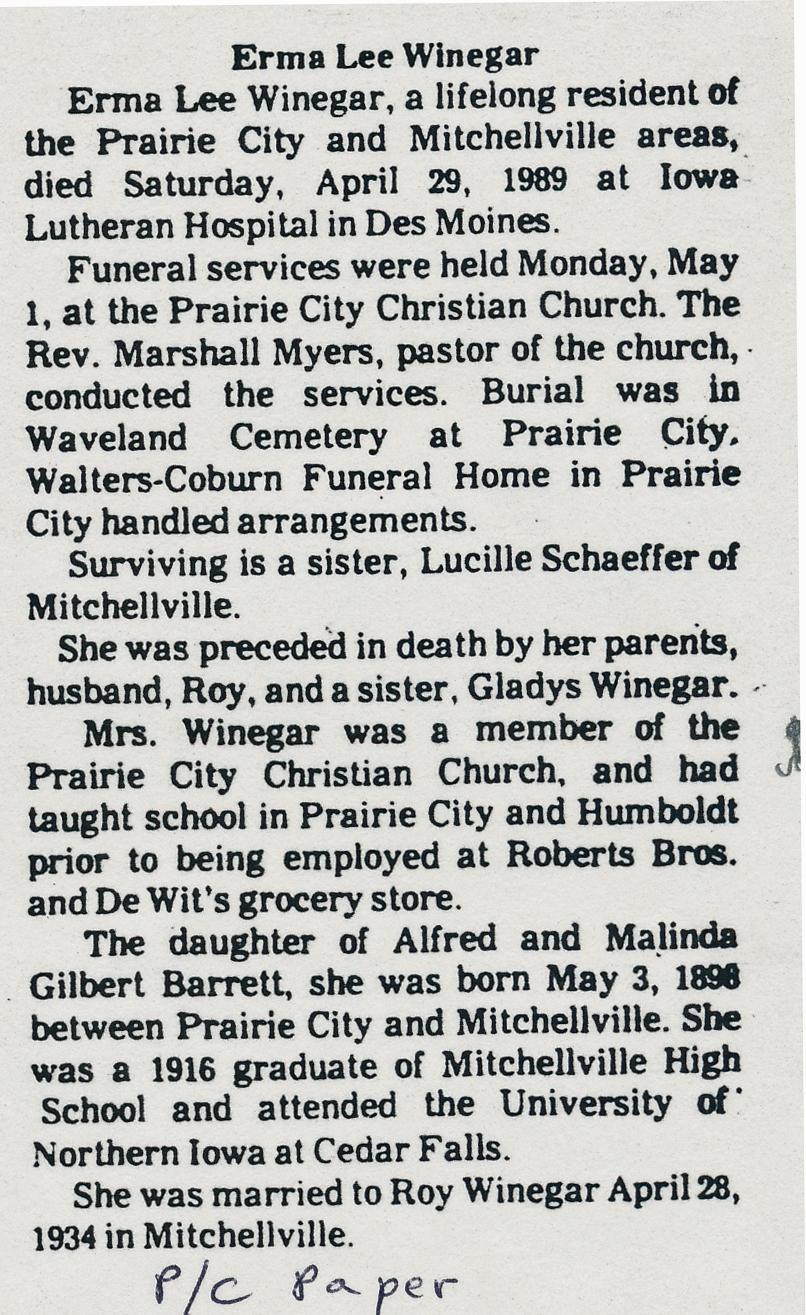 Erma Lee Winegar
Erma Lee Winegar, a lifelong resident of
the Prairie City and Mitchellville areas,
died Saturday, April 29, 1989 at Iowa
Lutheran Hospital in Des Moines.
Funeral services were held Monday, May
1, at the Prairie City Christian Church. The
Rev. Marshall Myers, pastor of the church,
conducted the services. Burial was in
Waveland Cemetery at Prairie City.
Walters-Coburn Funeral Home in Prairie
City handled arrangements.
Surviving is a sister, Lucille Schaeffer of
Mitchellville.
She was preceded in death by her parents,
husband, Roy, and a sister, Gladys Winegar.
Mrs. Winegar was a member of the
Prairie City Christian Church, and had
taught school in Prairie City and Humboldt
prior to being employed at Roberts Bros.
and De Wit's grocery store.
The daughter of Alfred and Malinda
Gilbert Barrett, she was born May 3, 1898
between Prairie City and Mitchellville. She
was a 1916 graduate of Mitchellville High
School and attended the University of
Northern Iowa at Cedar Falls.
She was married to Roy Winegar April 28,
1934 in Mitchellville.
P/C Paper